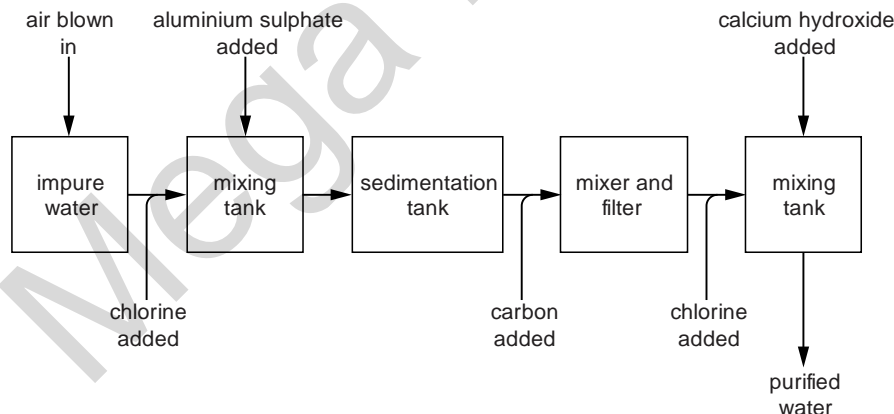 air blown
in
aluminium sulphate
added
calcium hydroxide
added
impure
water
mixing
tank
sedimentation
tank
mixer and
filter
mixing
tank
chlorine
added
carbon
added
chlorine
added
purified
water
Mega